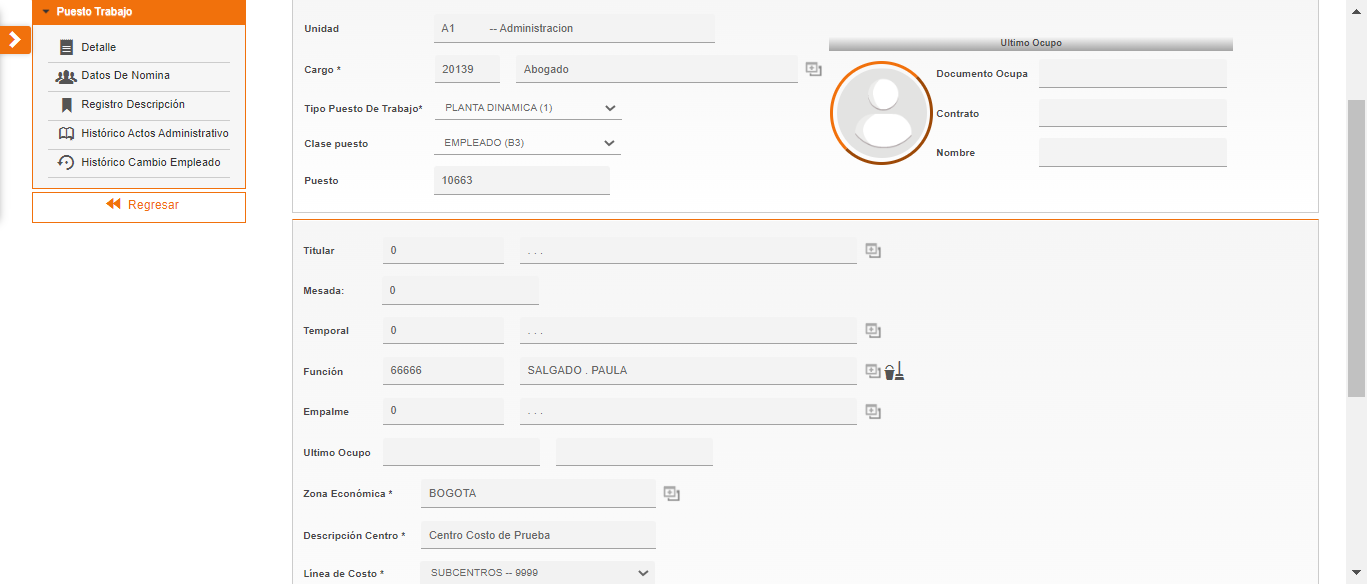 Puesto Trabajo
Detalle
Datos De Nomina
Registro Descripción
Histórico Actos Administrativo
Histórico Cambio Empleado
Regresar
Unidad A1 -- Administracion
Cargo * 20139 Abogado
Tipo Puesto De Trabajo* PLANTA DINAMICA (1)
Clase puesto EMPLEADO (B3)
Puesto 10663
Ultimo Ocupo
Documento Ocupa
Contrato
Nombre
Titular 0 . . .
Mesada: 0
Temporal 0 . . .
Función 66666 SALGADO . PAULA
Empalme 0 . . .
Ultimo Ocupo
Zona Económica * BOGOTA
Descripción Centro * Centro Costo de Prueba
Línea de Costo * SUBCENTROS -- 9999